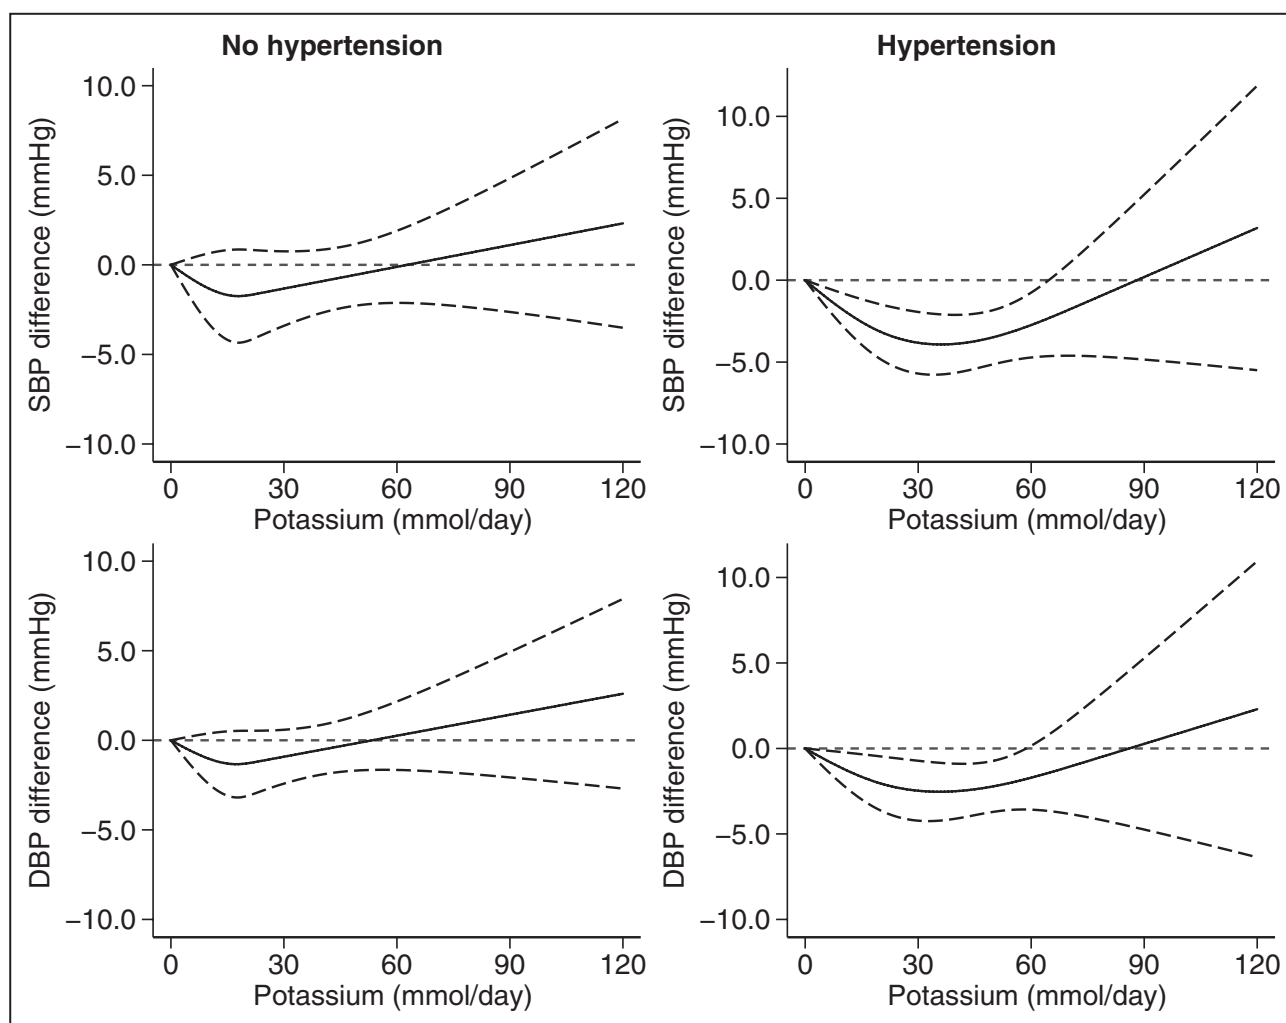 No hypertension
Hypertension
SBP difference (mmHg)
10.0
5.0
0.0
−5.0
−10.0
0 30 60 90 120
Potassium (mmol/day)
SBP difference (mmHg)
10.0
5.0
0.0
−5.0
−10.0
0 30 60 90 120
Potassium (mmol/day)
DBP difference (mmHg)
10.0
5.0
0.0
−5.0
−10.0
0 30 60 90 120
Potassium (mmol/day)
DBP difference (mmHg)
10.0
5.0
0.0
−5.0
−10.0
0 30 60 90 120
Potassium (mmol/day)